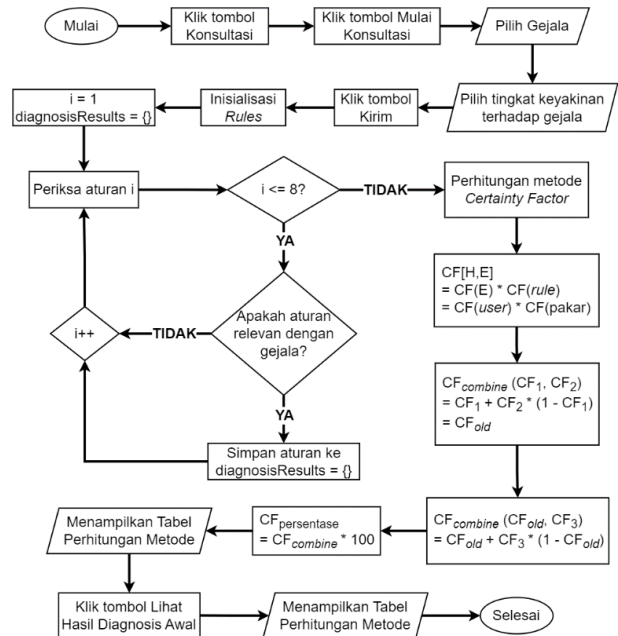 Mulai
Klik tombol
Konsultasi
Klik tombol Mulai
Konsultasi
Pilih Gejala
i = 1
diagnosisResults = {}
Inisialisasi
Rules
Klik tombol
Kirim
Pilih tingkat keyakinan
terhadap gejala
Periksa aturan i
i <= 8?
TIDAK
Perhitungan metode
Certainty Factor
YA
CF[H,E]
= CF(E) * CF(rule)
= CF(user) * CF(pakar)
i++
TIDAK
Apakah aturan
relevan dengan
gejala?
CFcombine (CF1, CF2)
= CF1 + CF2 * (1 - CF1)
= CFold
YA
Simpan aturan ke
diagnosisResults = {}
Menampilkan Tabel
Perhitungan Metode
CFpersentase
= CFcombine * 100
CFcombine (CFold, CF3)
= CFold + CF3 * (1 - CFold)
Klik tombol Lihat
Hasil Diagnosis Awal
Menampilkan Tabel
Perhitungan Metode
Selesai